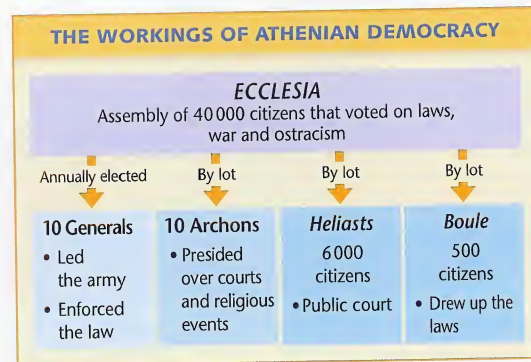 THE WORKINGS OF ATHENIAN DEMOCRACY
ECCLESIA
Assembly of 40 000 citizens that voted on laws,
war and ostracism
Annually elected
By lot
By lot
By lot
10 Generals
• Led
the army
• Enforced
the law
10 Archons
• Presided
over courts
and religious
events
Heliasts
6 000
citizens
• Public court
Boule
500
citizens
• Drew up the
laws